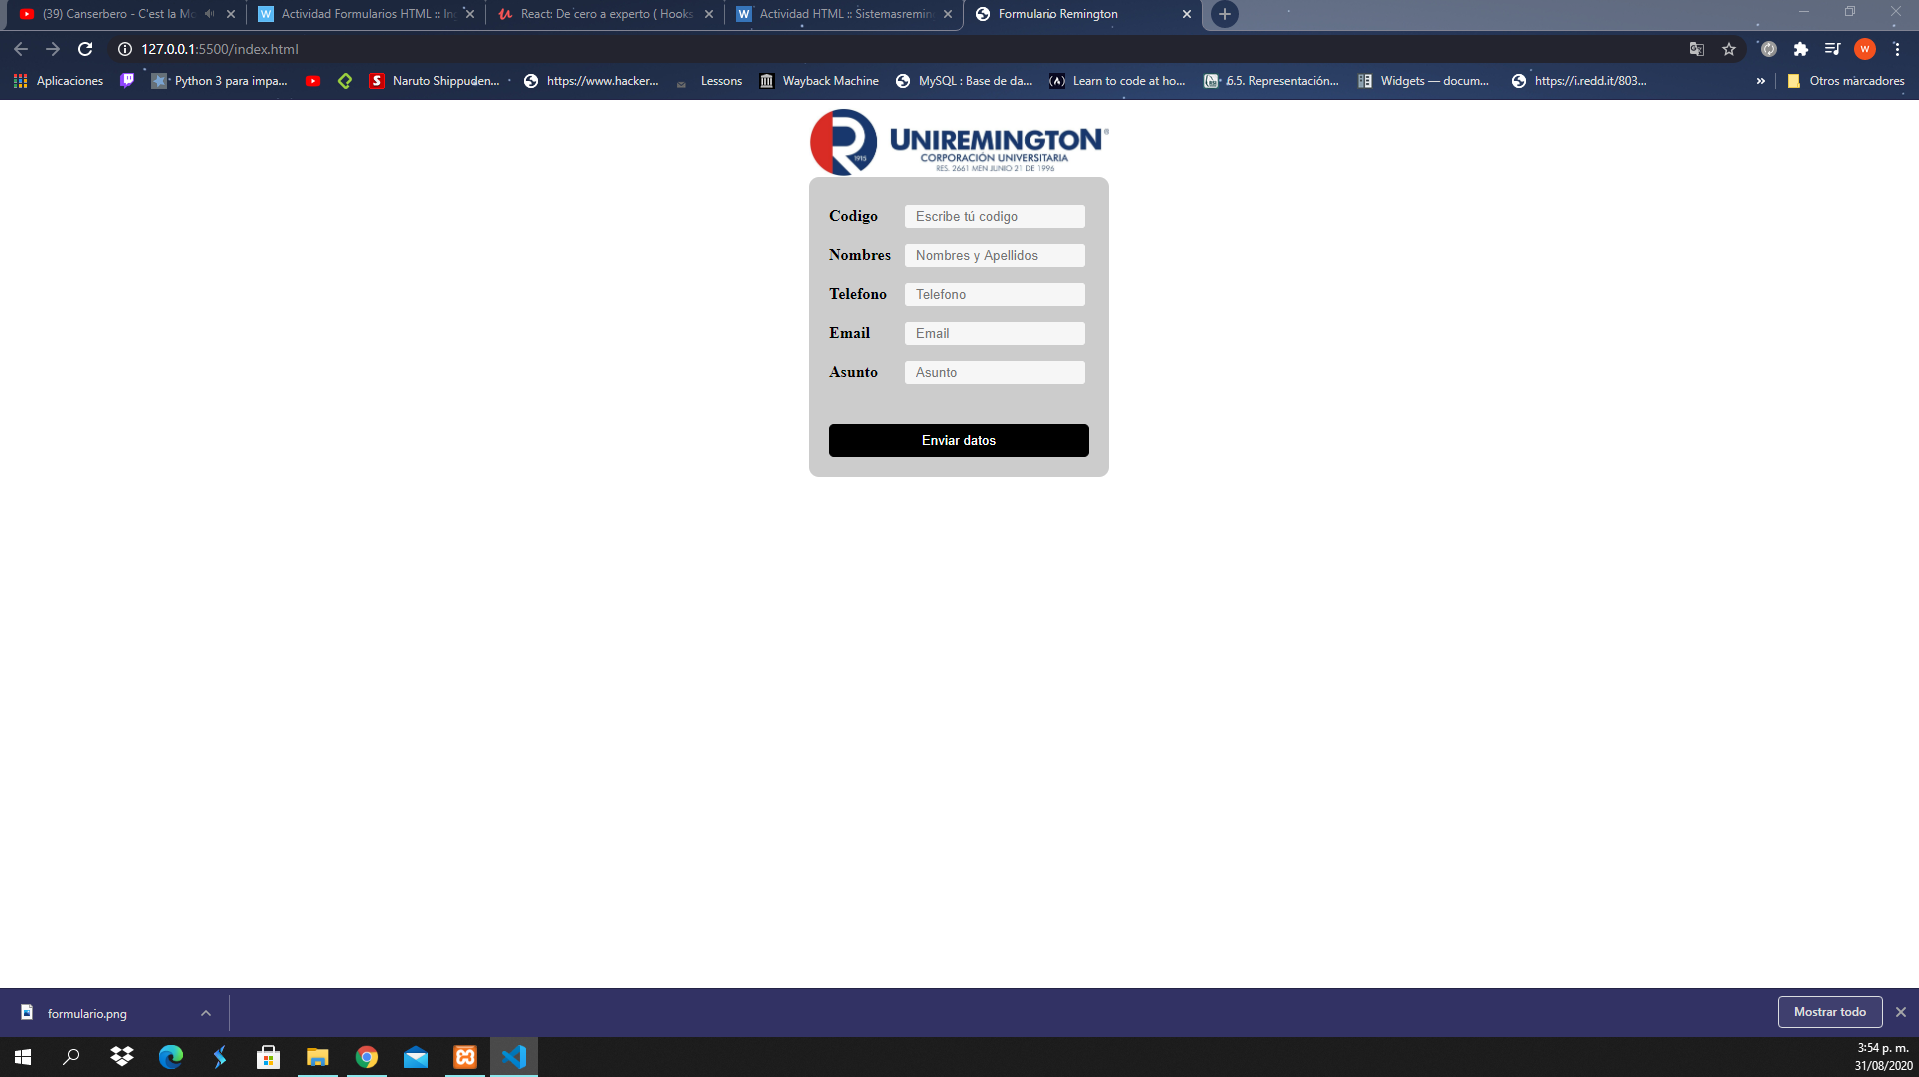 (39) Canserbero - C'est la Mo
Actividad Formularios HTML :: In
React: De cero a experto ( Hooks
Actividad HTML :: Sistemasremin
Formulario Remington
127.0.0.1:5500/index.html
W
Aplicaciones
Python 3 para impa...
Naruto Shippuden...
https://www.hacker...
Lessons
Wayback Machine
MySQL : Base de da...
Learn to code at ho...
6.5. Representación...
Widgets — docum...
https://i.redd.it/803...
»
Otros marcadores
R 1915
UNIREMINGTON®
CORPORACIÓN UNIVERSITARIA
RES. 2661 MEN JUNIO 21 DE 1996
Codigo
Escribe tú codigo
Nombres
Nombres y Apellidos
Telefono
Telefono
Email
Email
Asunto
Asunto
Enviar datos
formulario.png
Mostrar todo
3:54 p. m.
31/08/2020